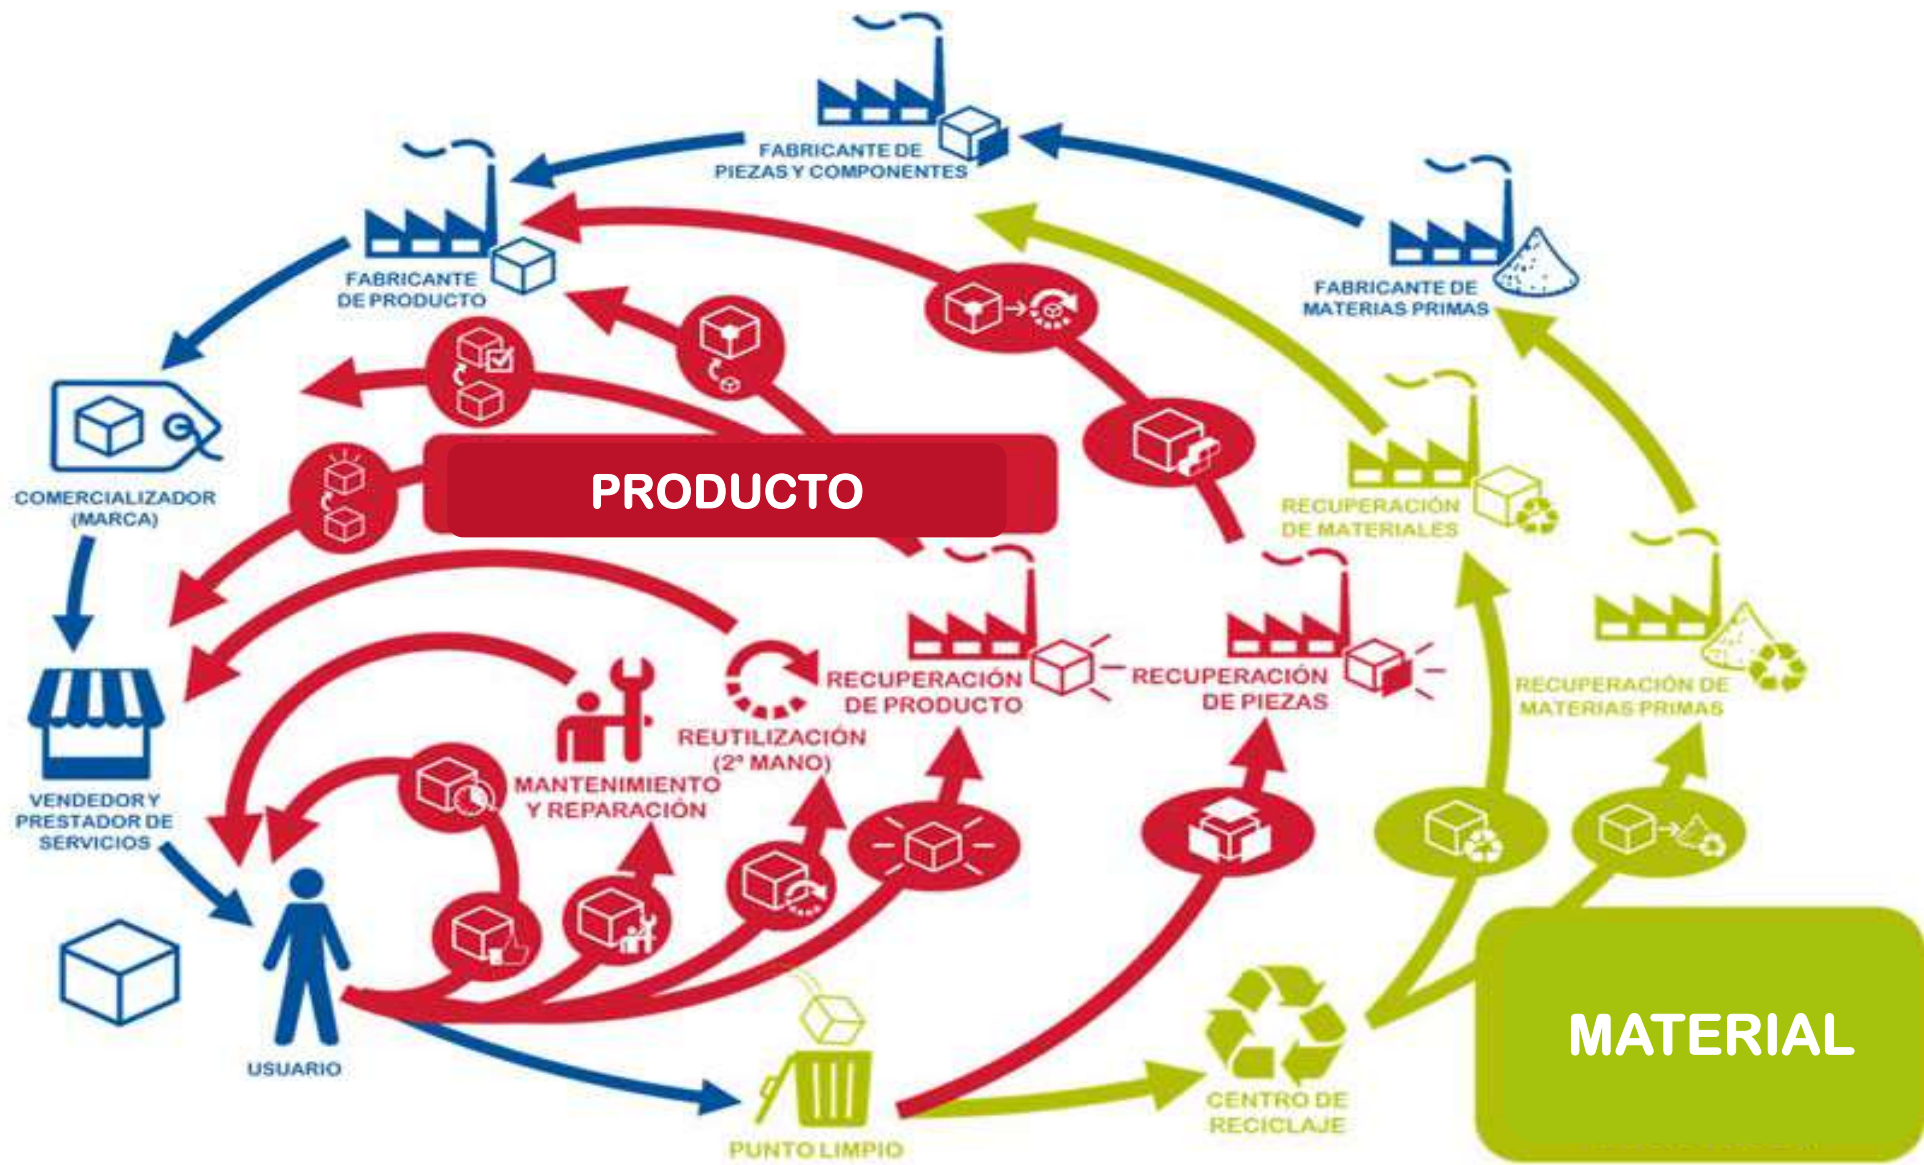 FABRICANTE DE
PIEZAS Y COMPONENTES
FABRICANTE
DE PRODUCTO
FABRICANTE DE
MATERIAS PRIMAS
COMERCIALIZADOR
(MARCA)
PRODUCTO
RECUPERACIÓN
DE MATERIALES
RECUPERACIÓN
DE PRODUCTO
RECUPERACIÓN
DE PIEZAS
RECUPERACIÓN DE
MATERIAS PRIMAS
REUTILIZACIÓN
(2ª MANO)
MANTENIMIENTO
Y REPARACIÓN
VENDEDOR Y
PRESTADOR DE
SERVICIOS
USUARIO
MATERIAL
CENTRO DE
RECICLAJE
PUNTO LIMPIO